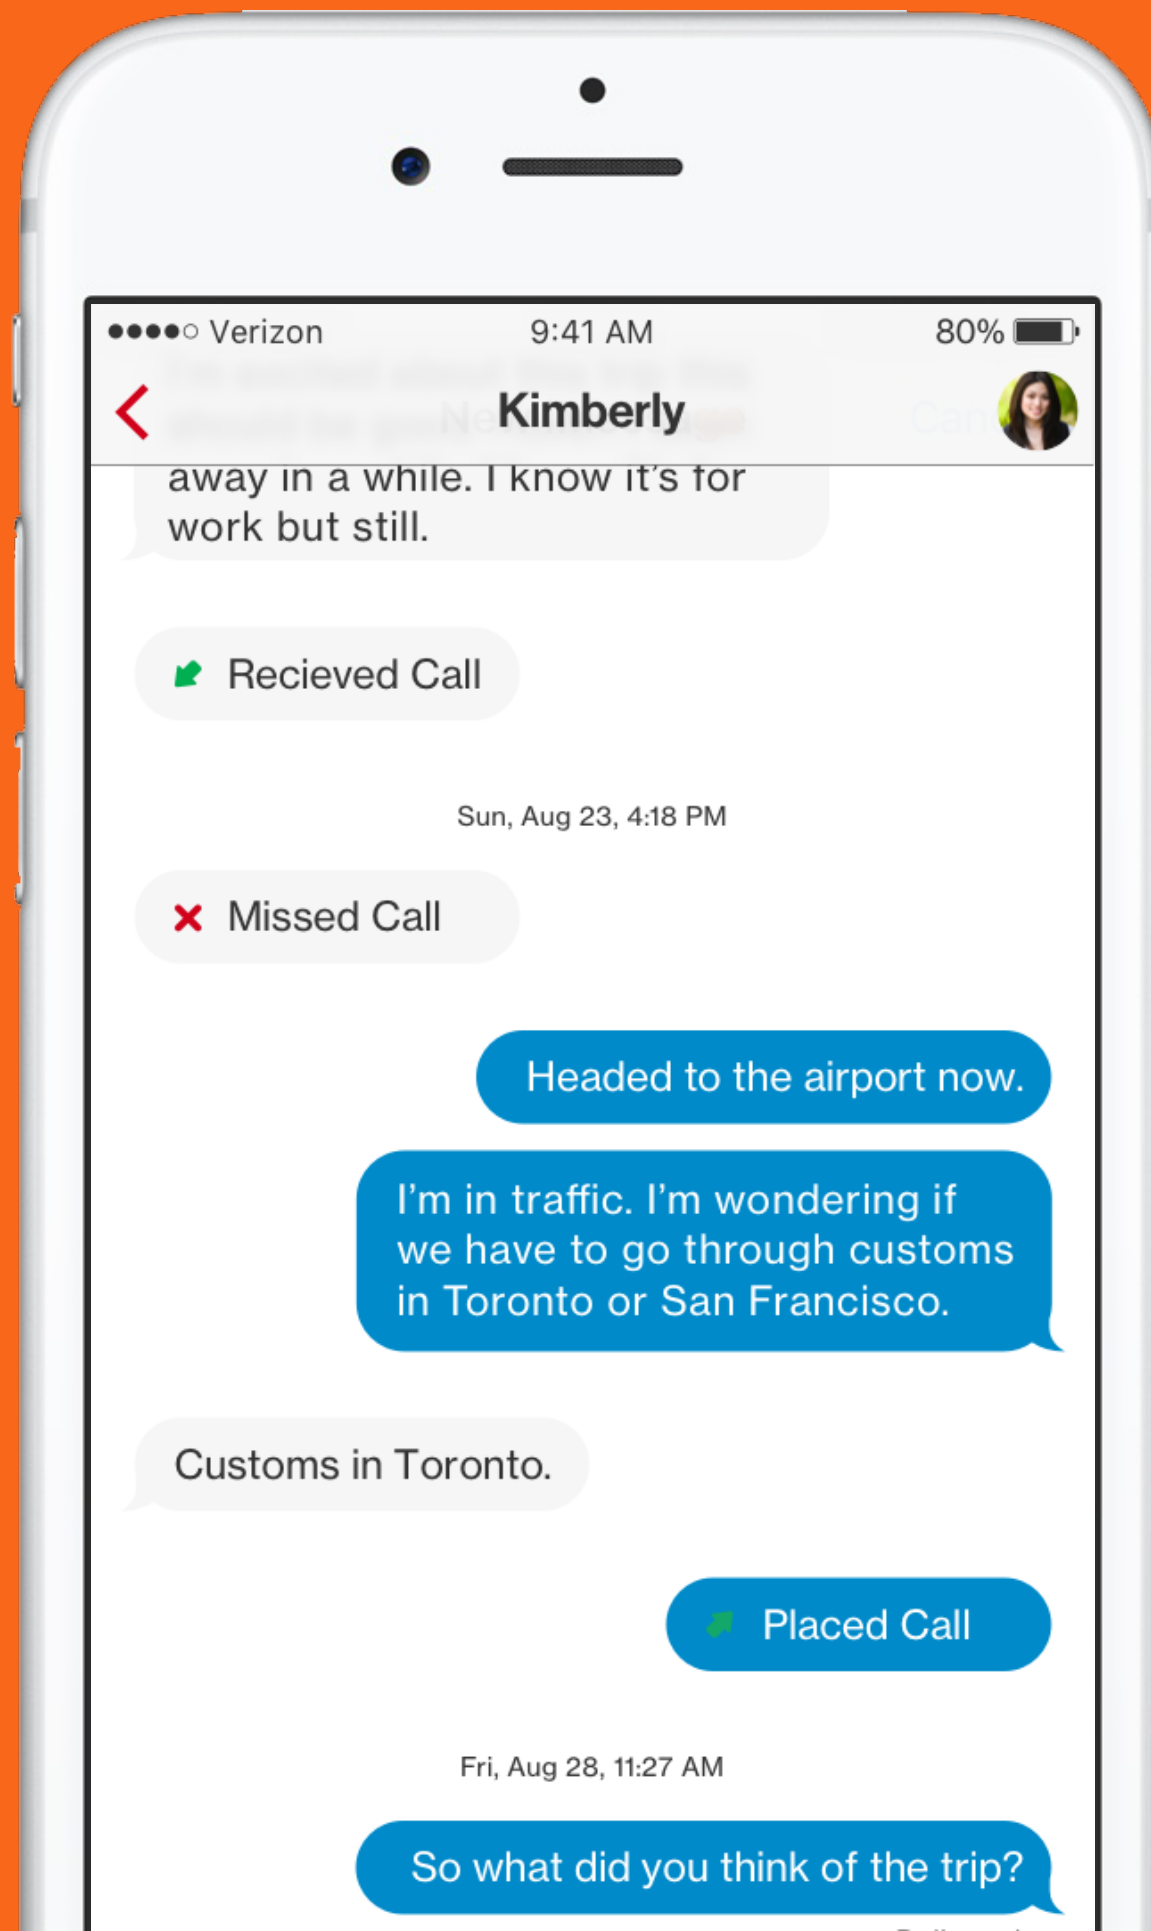 Verizon
9:41 AM
80%
Kimberly
away in a while. I know it's for
work but still.
Recieved Call
Sun, Aug 23, 4:18 PM
Missed Call
Headed to the airport now.
I'm in traffic. I'm wondering if
we have to go through customs
in Toronto or San Francisco.
Customs in Toronto.
Placed Call
Fri, Aug 28, 11:27 AM
So what did you think of the trip?